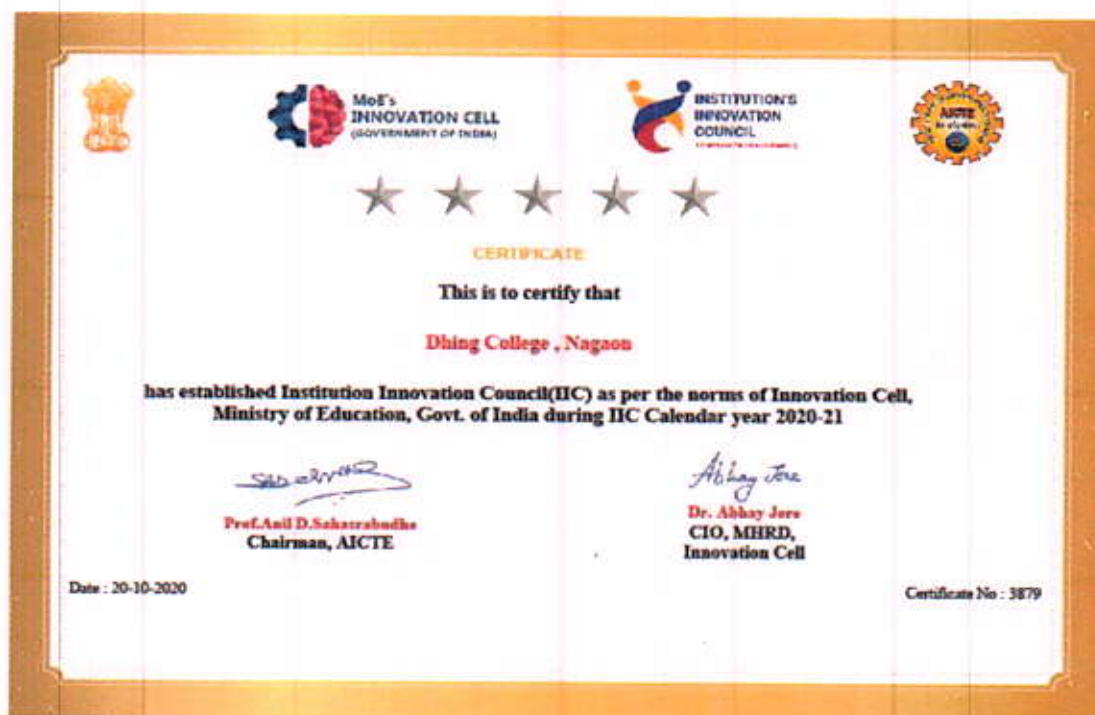 MoE's
INNOVATION CELL
(GOVERNMENT OF INDIA)
INSTITUTION'S
INNOVATION
COUNCIL
AICTE
CERTIFICATE
This is to certify that
Dhing College , Nagaon
has established Institution Innovation Council(IIC) as per the norms of Innovation Cell,
Ministry of Education, Govt. of India during IIC Calendar year 2020-21
Abhay Jere
Prof.Anil D.Sahasrabudhe
Chairman, AICTE
Dr. Abhay Jere
CIO, MHRD,
Innovation Cell
Date : 20-10-2020
Certificate No : 3879